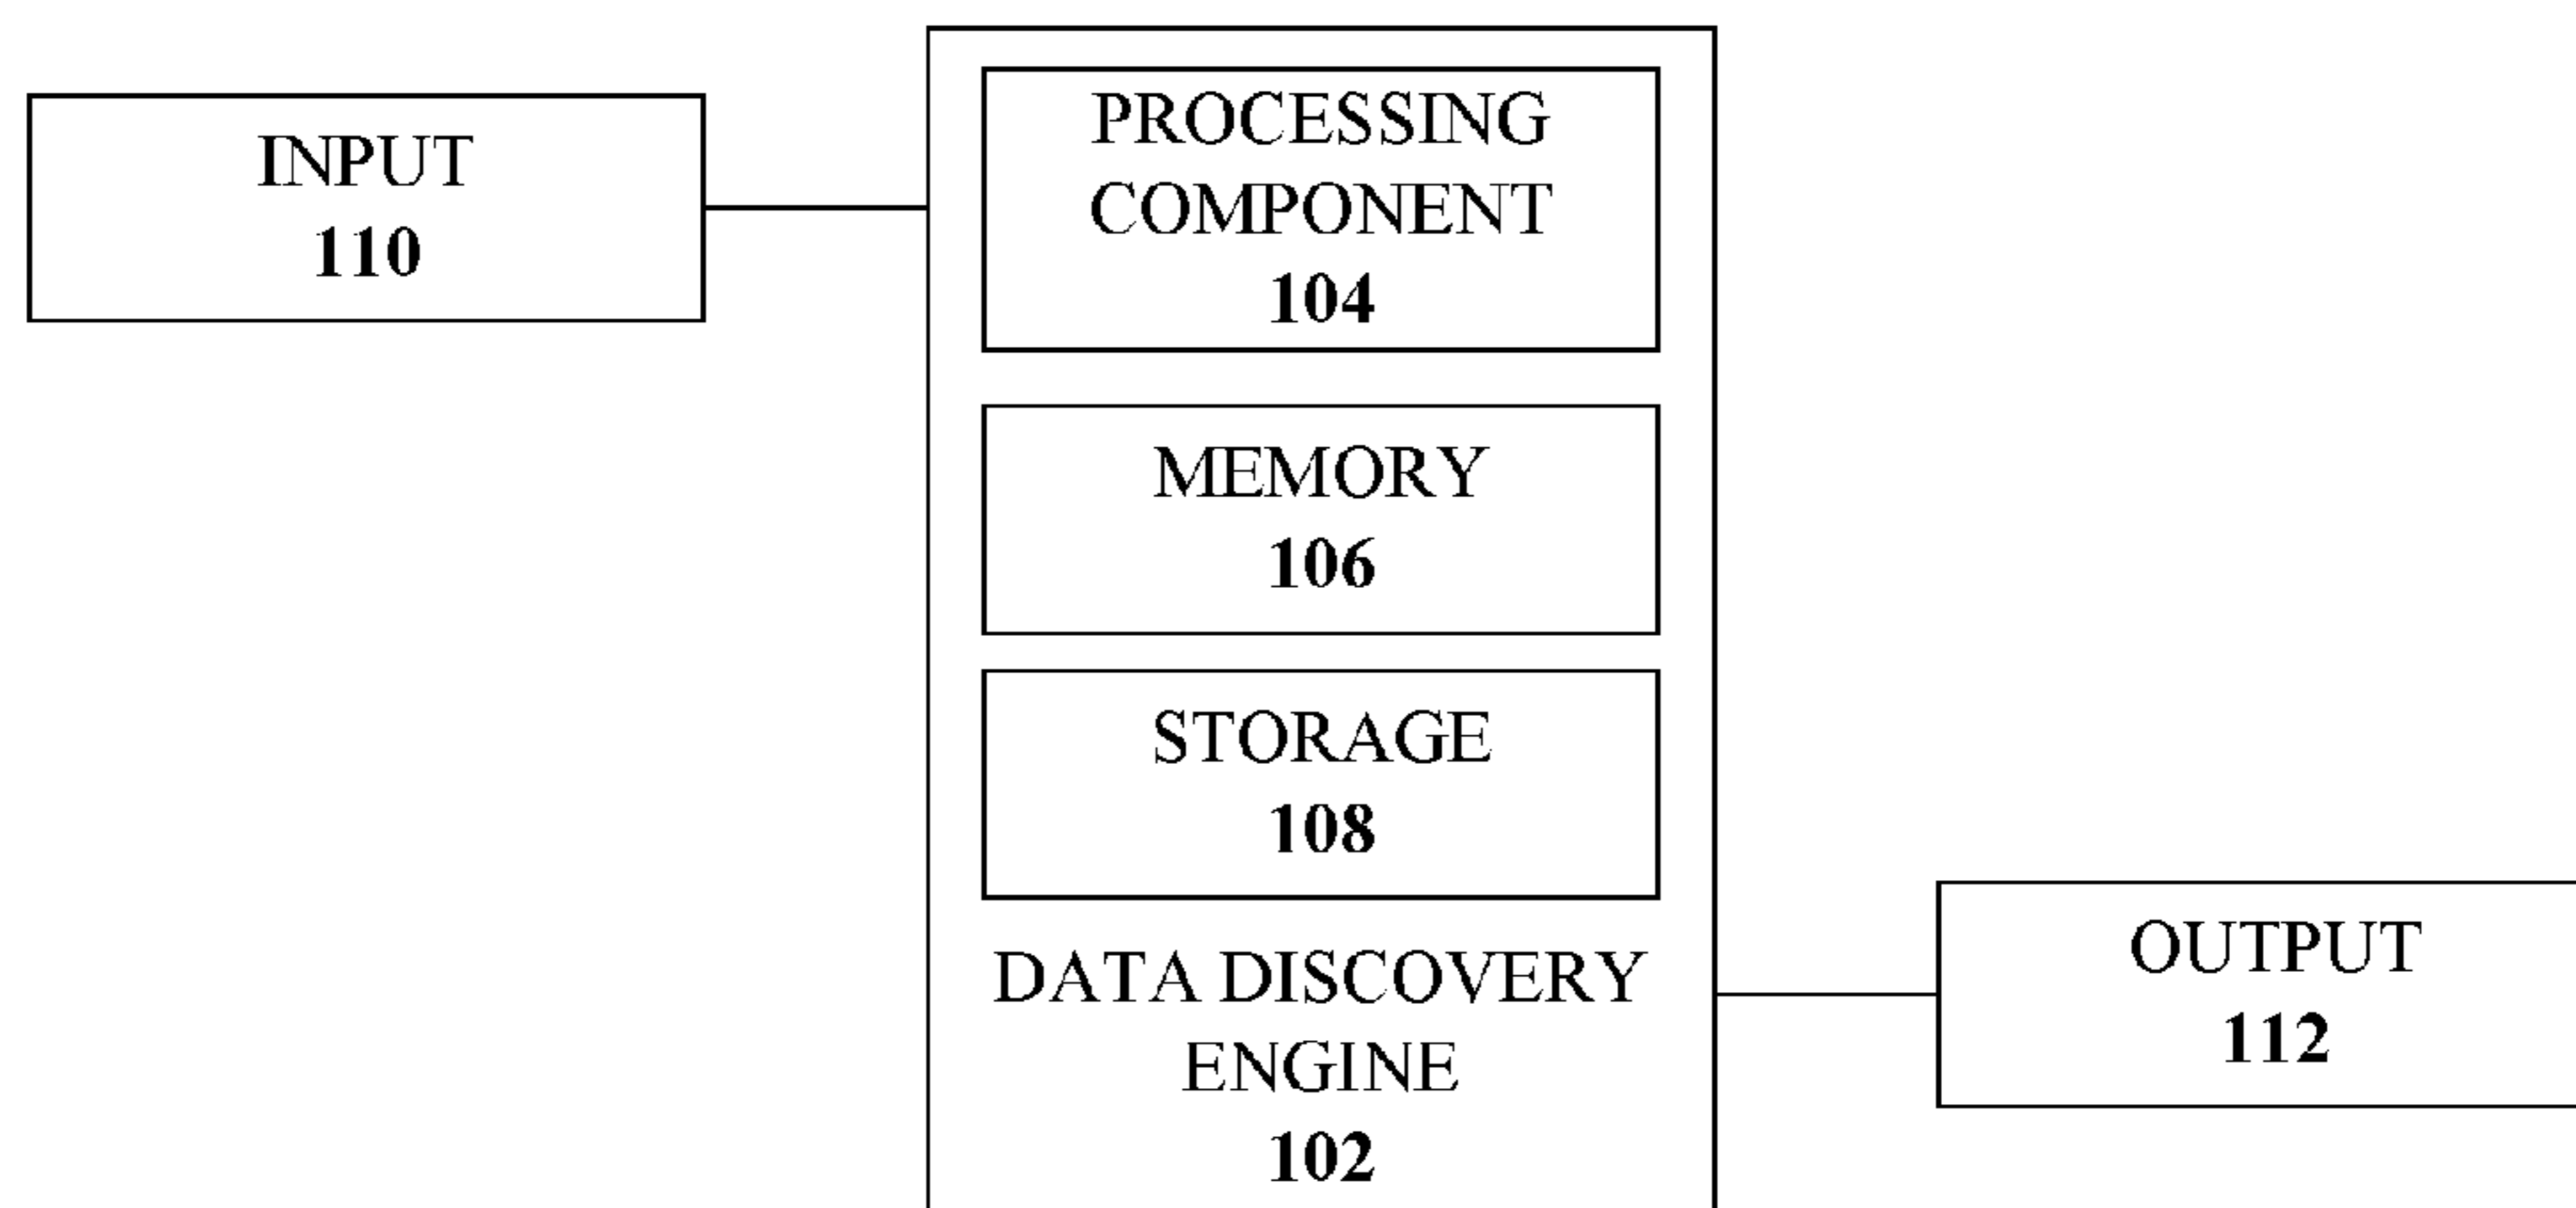 INPUT
110
PROCESSING
COMPONENT
104
MEMORY
106
STORAGE
108
DATA DISCOVERY
ENGINE
102
OUTPUT
112